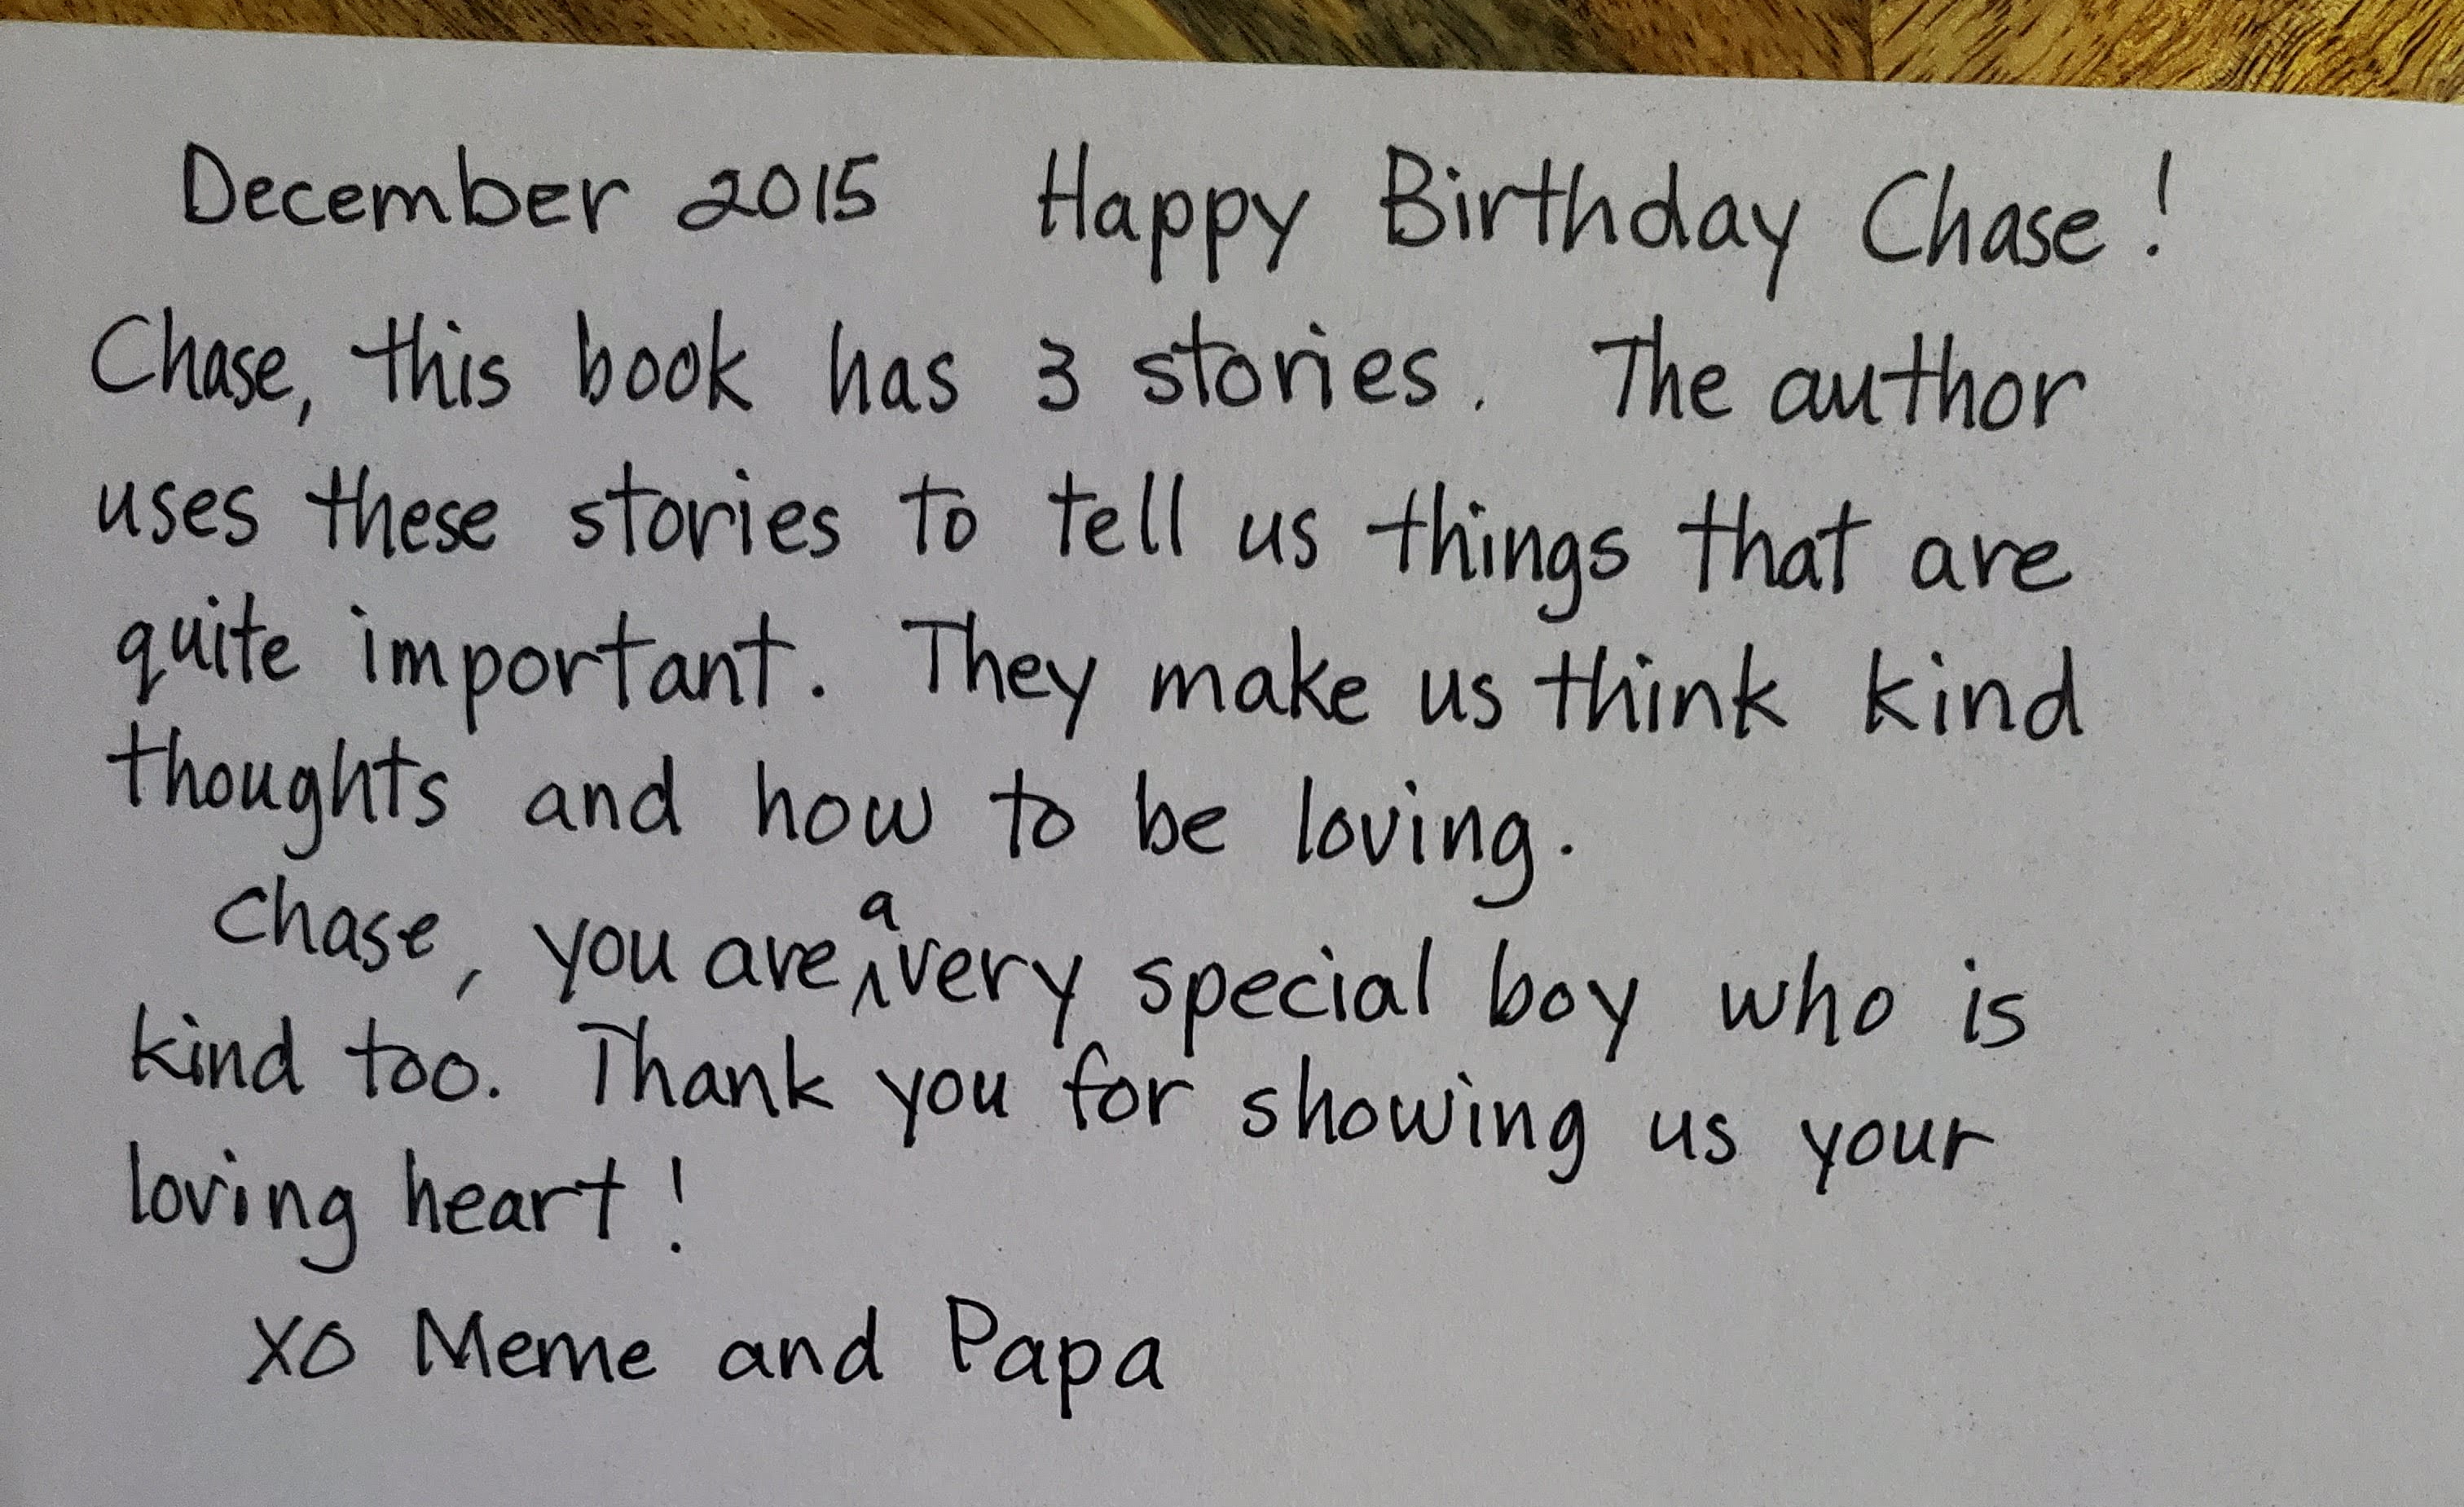 December 2015 Happy Birthday Chase!
Chase, this book has 3 stories. The author
uses these stories to tell us things that are
quite important. They make us think kind
thoughts and how to be loving.
Chase, you are a very special boy who is
kind too. Thank you for showing us your
loving heart!
XO Meme and Papa